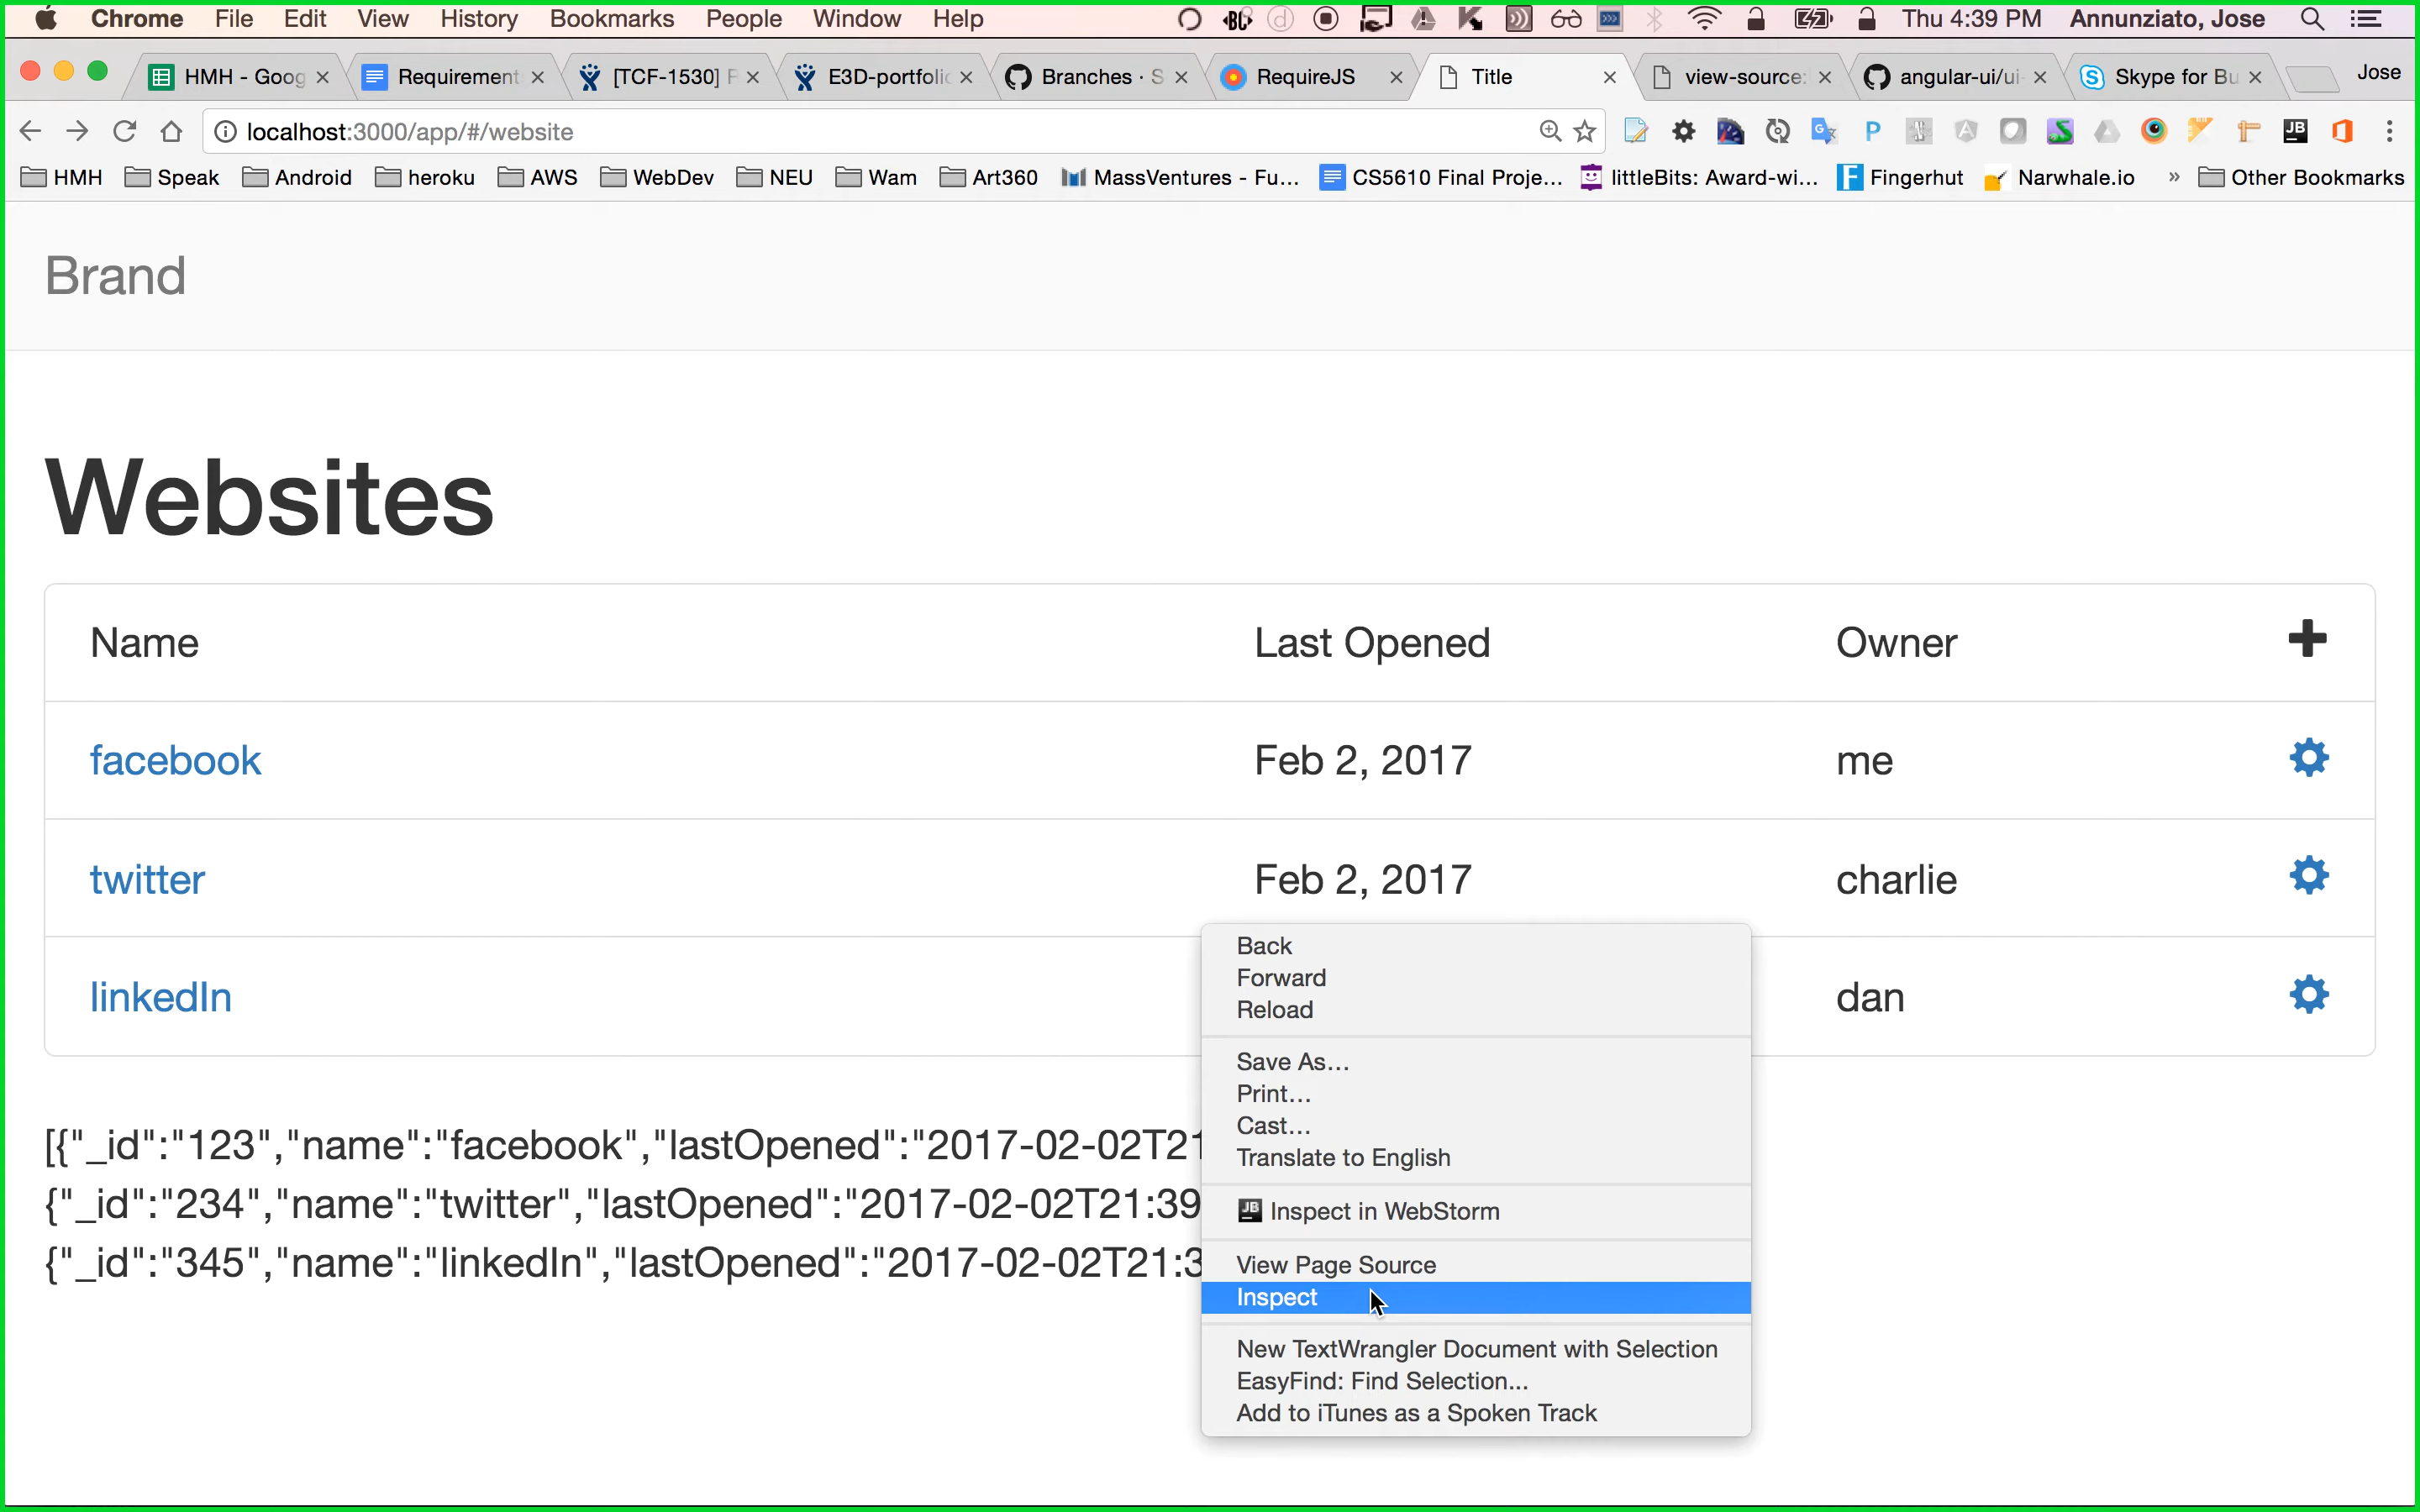 Chrome File Edit View History Bookmarks People Window Help Thu 4:39 PM Annunziato, Jose
HMH - Goog Requirement [TCF-1530] F E3D-portfolio Branches · S RequireJS Title view-source: angular-ui/ui- Skype for Bu Jose
localhost:3000/app/#/website
HMH Speak Android heroku AWS WebDev NEU Wam Art360 MassVentures - Fu... CS5610 Final Proje... littleBits: Award-wi... Fingerhut Narwhale.io » Other Bookmarks
Brand
Websites
Name Last Opened Owner
facebook Feb 2, 2017 me
twitter Feb 2, 2017 charlie
linkedIn dan
[{"_id":"123","name":"facebook","lastOpened":"2017-02-02T21
{"_id":"234","name":"twitter","lastOpened":"2017-02-02T21:39
{"_id":"345","name":"linkedIn","lastOpened":"2017-02-02T21:3
Back
Forward
Reload
Save As...
Print...
Cast...
Translate to English
JB Inspect in WebStorm
View Page Source
Inspect
New TextWrangler Document with Selection
EasyFind: Find Selection...
Add to iTunes as a Spoken Track